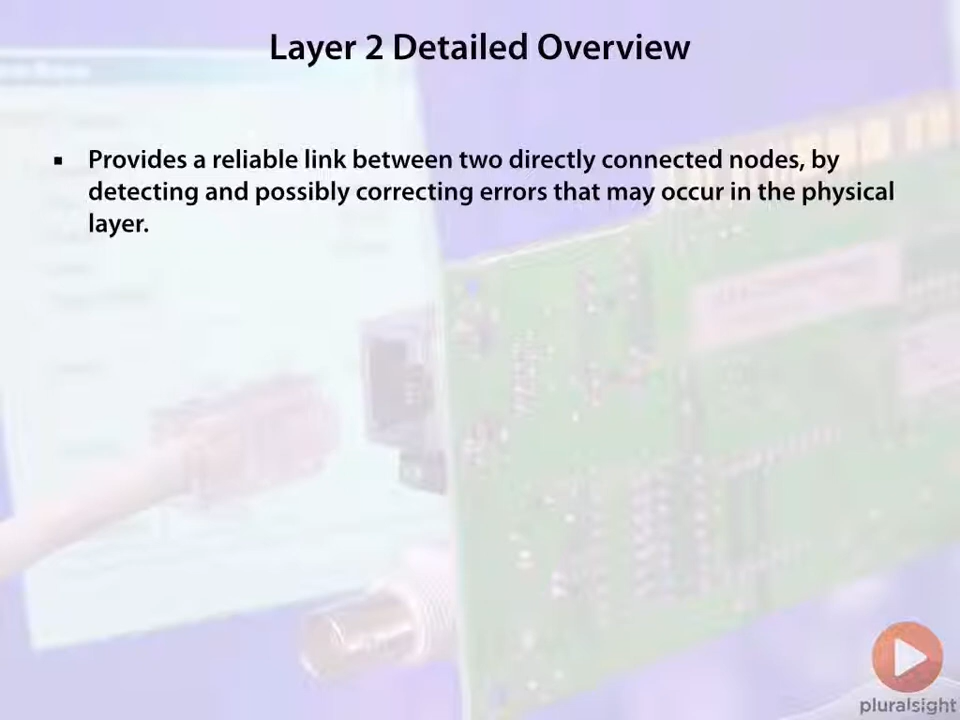 Layer 2 Detailed Overview
▪ Provides a reliable link between two directly connected nodes, by
detecting and possibly correcting errors that may occur in the physical
layer.
pluralsight